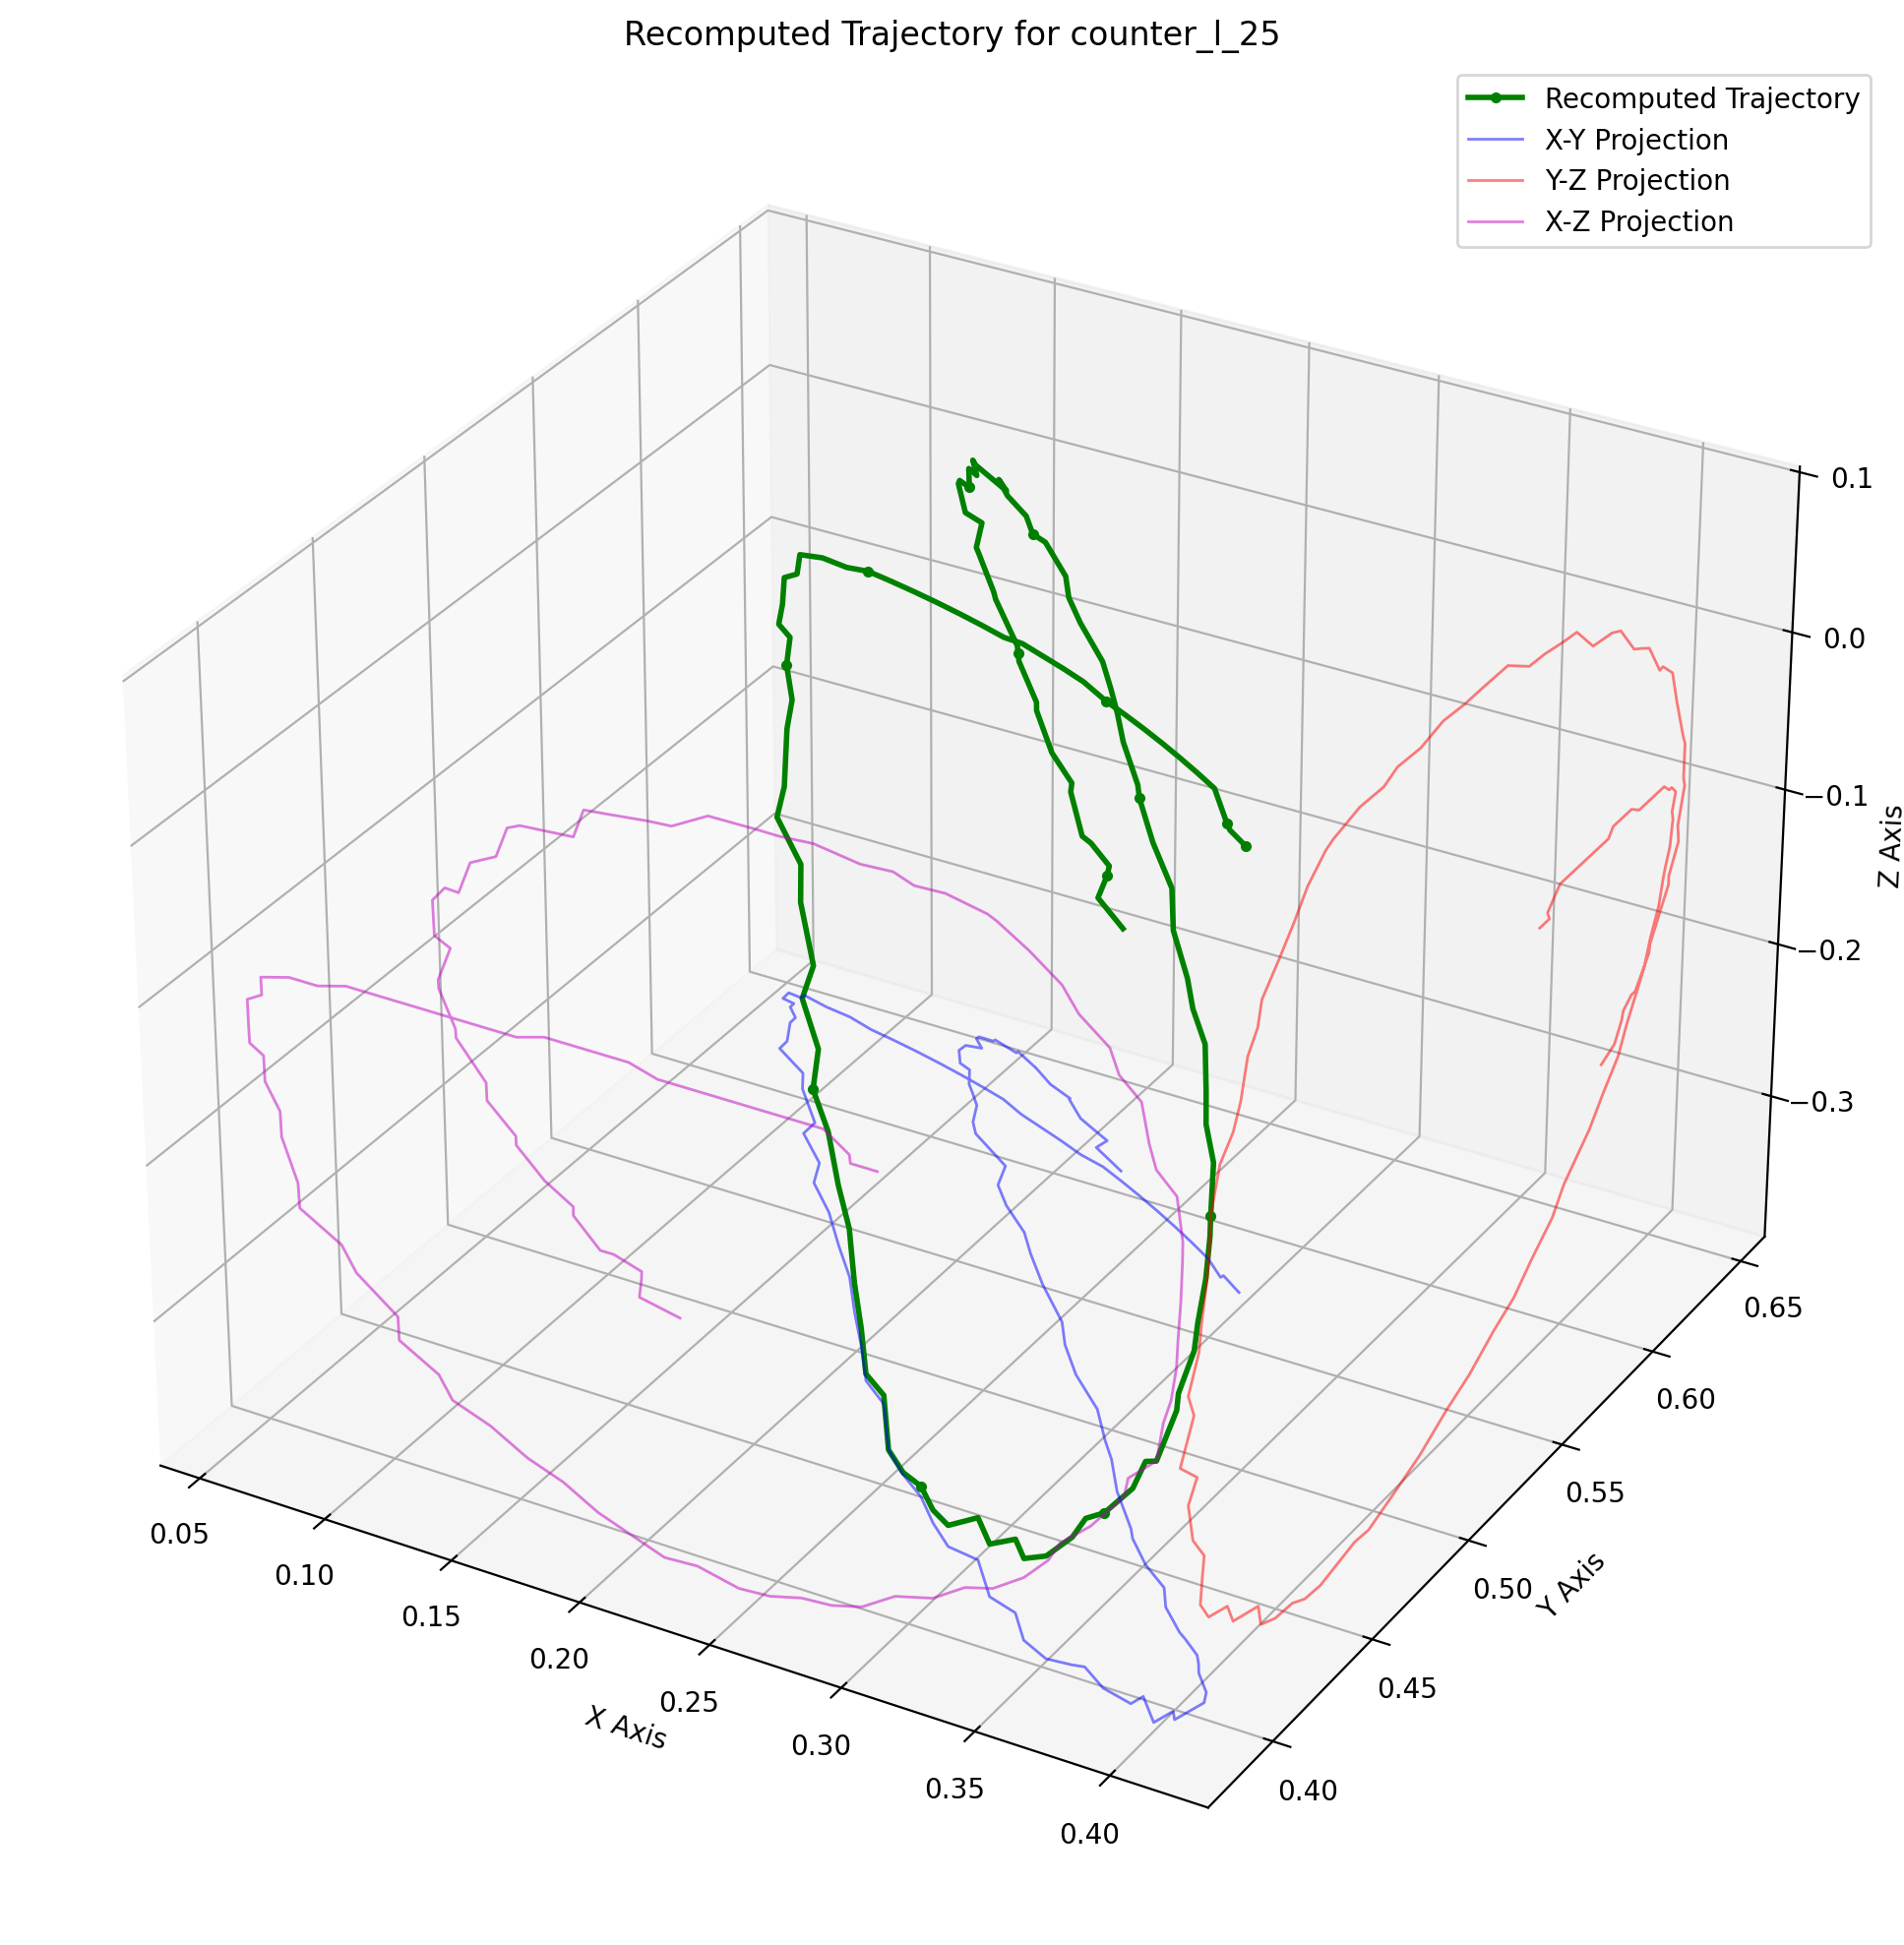 Recomputed Trajectory for counter_l_25
Recomputed Trajectory
X-Y Projection
Y-Z Projection
X-Z Projection
0.1
0.0
−0.1
−0.2
−0.3
Z Axis
0.65
0.60
0.55
0.50
0.45
0.40
Y Axis
0.05
0.10
0.15
0.20
0.25
0.30
0.35
0.40
X Axis